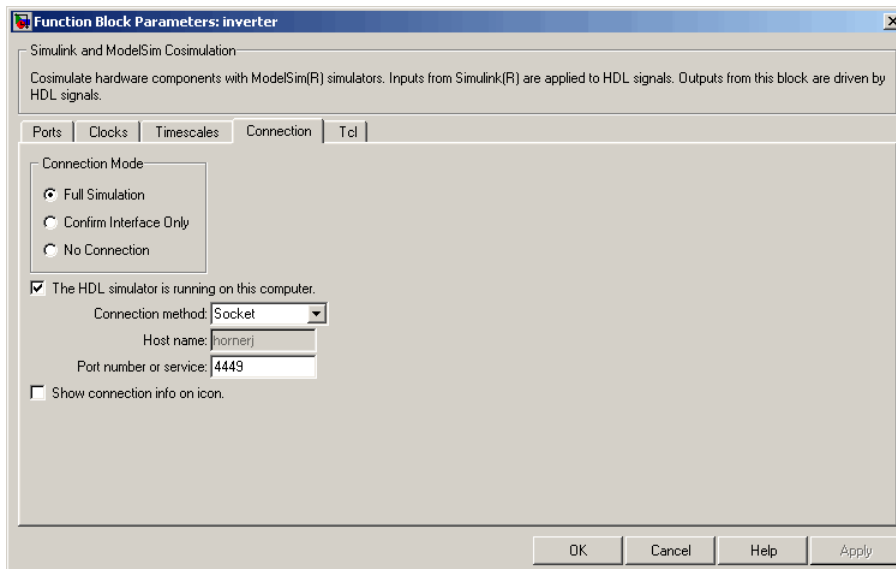 Function Block Parameters: inverter
Simulink and ModelSim Cosimulation
Cosimulate hardware components with ModelSim(R) simulators. Inputs from Simulink(R) are applied to HDL signals. Outputs from this block are driven by
HDL signals.
Ports Clocks Timescales Connection Tcl
Connection Mode
Full Simulation
Confirm Interface Only
No Connection
The HDL simulator is running on this computer.
Connection method: Socket
Host name: hornerj
Port number or service: 4449
Show connection info on icon.
OK Cancel Help Apply